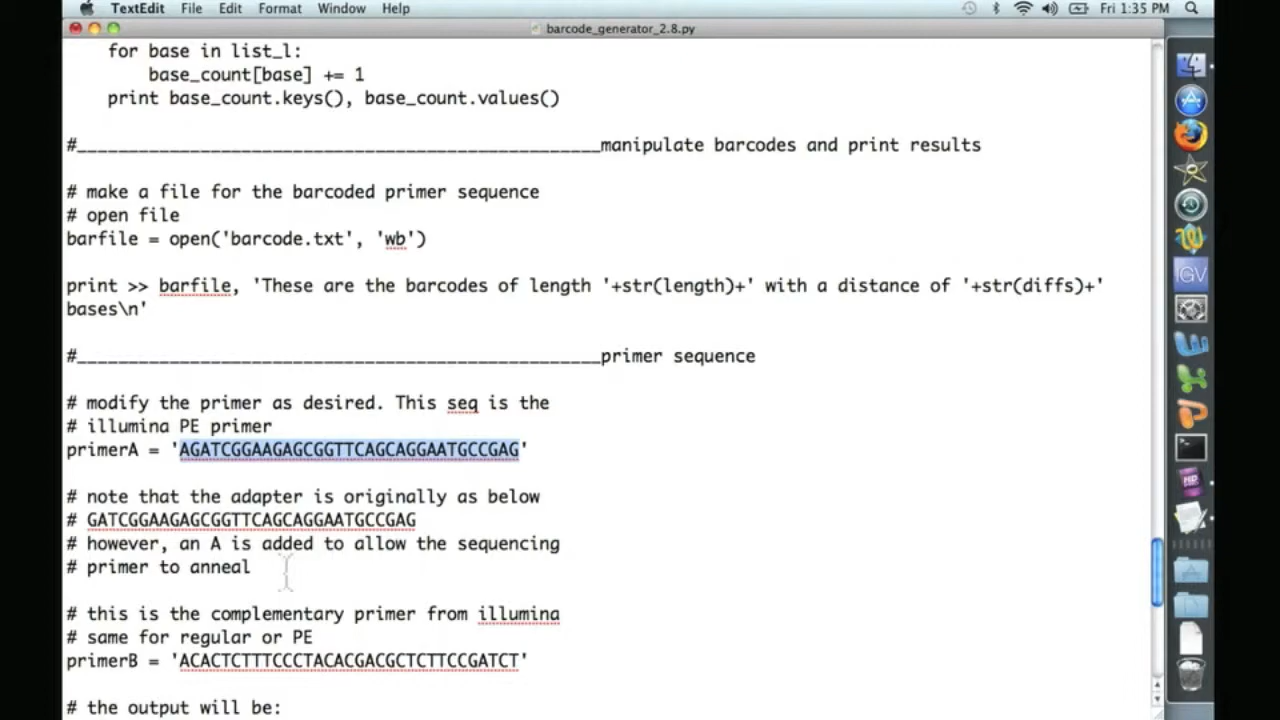 TextEdit File Edit Format Window Help Fri 1:35 PM
barcode_generator_2.8.py
for base in list_l:
base_count[base] += 1
print base_count.keys(), base_count.values()
#___________________________________________________manipulate barcodes and print results
# make a file for the barcoded primer sequence
# open file
barfile = open('barcode.txt', 'wb')
print >> barfile, 'These are the barcodes of length '+str(length)+' with a distance of '+str(diffs)+'
bases\n'
#___________________________________________________primer sequence
# modify the primer as desired. This seq is the
# illumina PE primer
primerA = 'AGATCGGAAGAGCGGTTCAGCAGGAATGCCGAG'
# note that the adapter is originally as below
# GATCGGAAGAGCGGTTCAGCAGGAATGCCGAG
# however, an A is added to allow the sequencing
# primer to anneal
# this is the complementary primer from illumina
# same for regular or PE
primerB = 'ACACTCTTTCCCTACACGACGCTCTTCCGATCT'
# the output will be:
IGV
HD